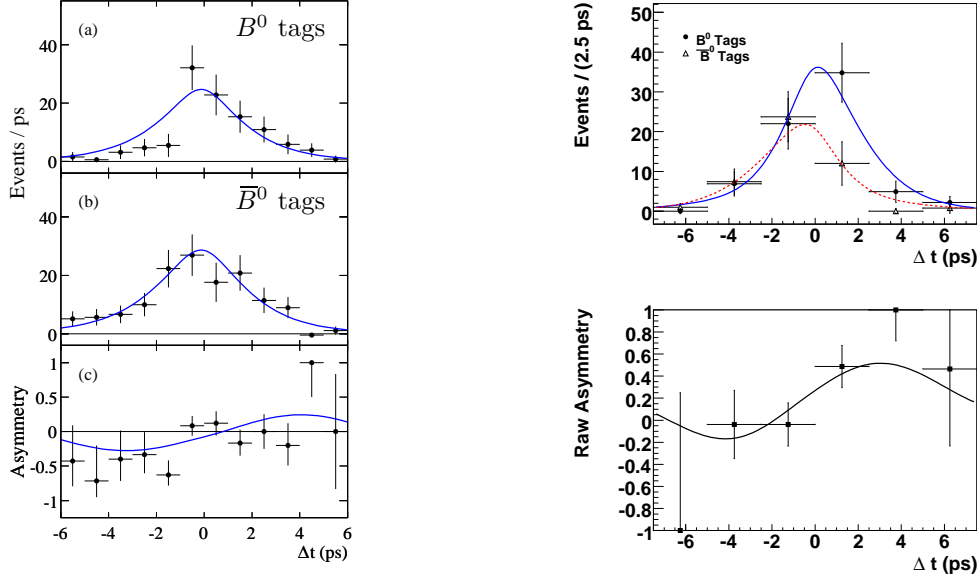 (a)
B⁰ tags
40
20
0
Events / ps
(b)
B̅⁰ tags
40
20
0
(c)
1
0.5
0
-0.5
-1
Asymmetry
-6 -4 -2 0 2 4 6
Δt (ps)
50
40
30
20
10
0
Events / (2.5 ps)
B⁰ Tags
B̅⁰ Tags
-6 -4 -2 0 2 4 6
Δ t (ps)
1
0.8
0.6
0.4
0.2
0
-0.2
-0.4
-0.6
-0.8
-1
Raw Asymmetry
-6 -4 -2 0 2 4 6
Δ t (ps)